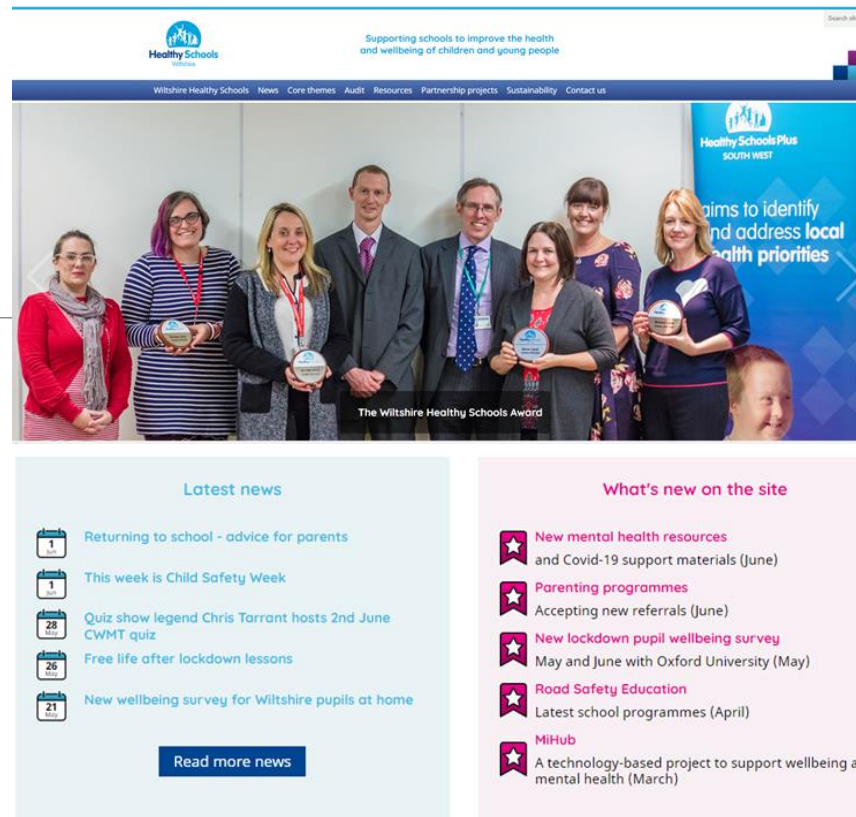 Search
Healthy Schools
Wiltshire
Supporting schools to improve the health
and wellbeing of children and young people
Wiltshire Healthy Schools News Core themes Audit Resources Partnership projects Sustainability Contact us
Healthy Schools Plus
SOUTH WEST
aims to identify
and address local
health priorities
The Wiltshire Healthy Schools Award
Latest news
1
Jun
Returning to school - advice for parents
1
Jun
This week is Child Safety Week
28
May
Quiz show legend Chris Tarrant hosts 2nd June
CWMT quiz
26
May
Free life after lockdown lessons
21
May
New wellbeing survey for Wiltshire pupils at home
Read more news
What's new on the site
New mental health resources
and Covid-19 support materials (June)
Parenting programmes
Accepting new referrals (June)
New lockdown pupil wellbeing survey
May and June with Oxford University (May)
Road Safety Education
Latest school programmes (April)
MiHub
A technology-based project to support wellbeing a
mental health (March)